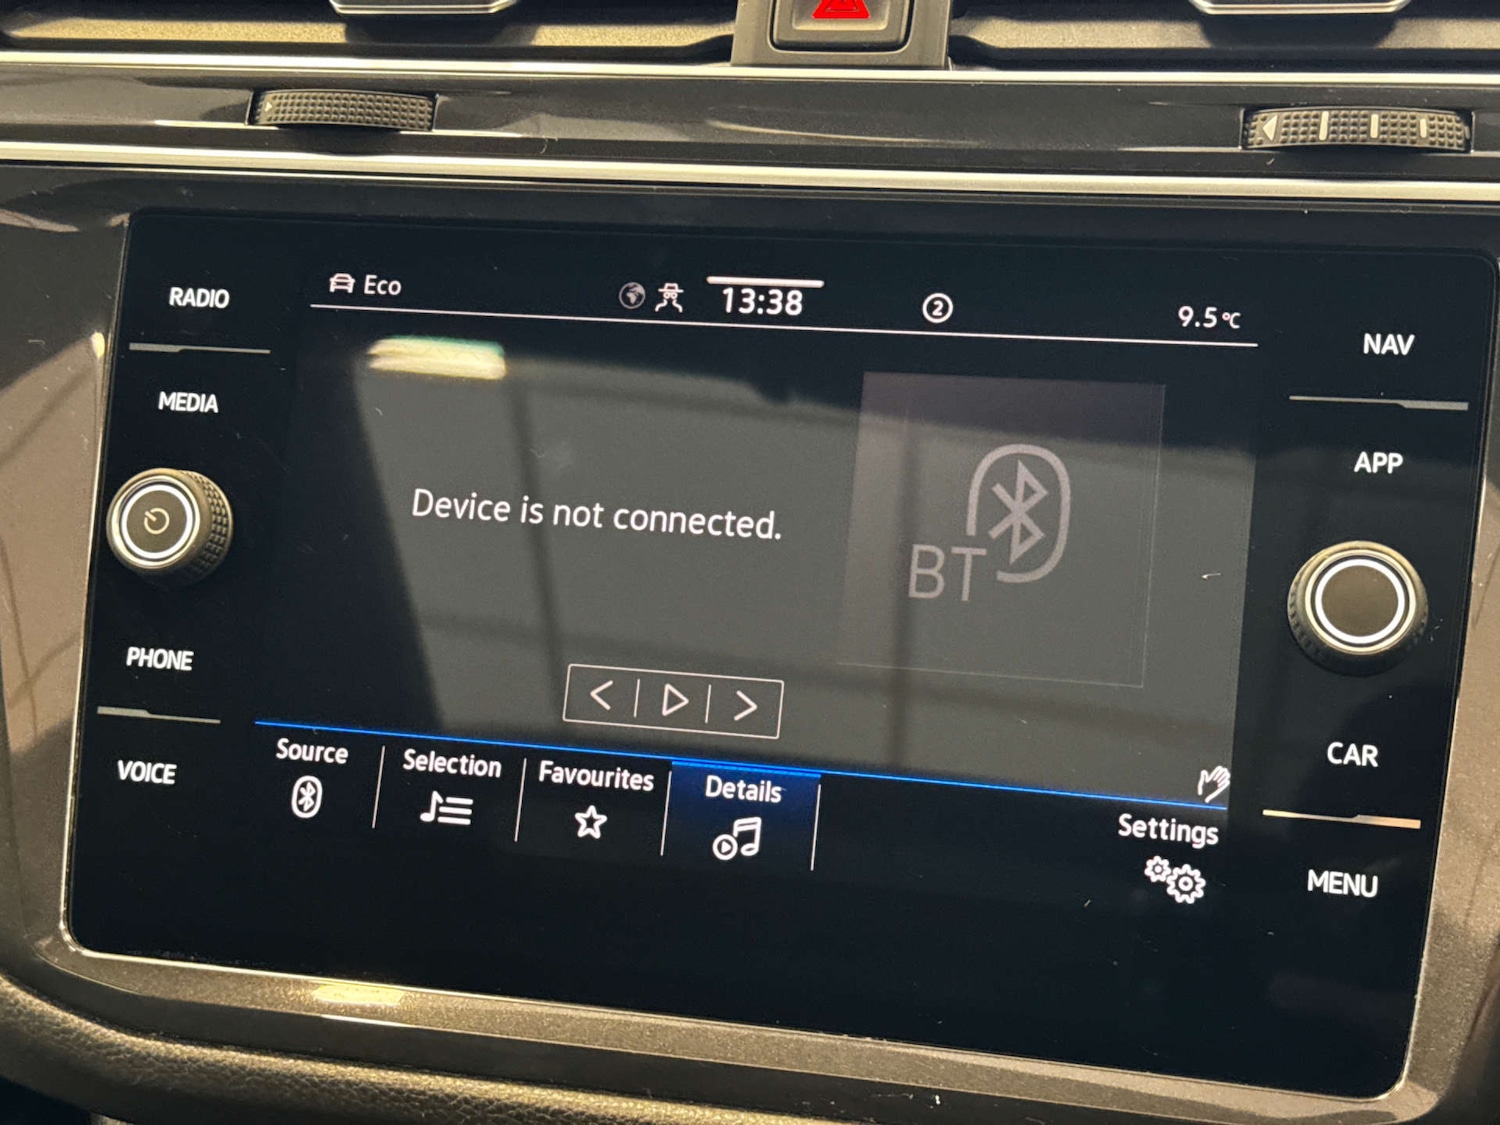 Eco
13:38
2
9.5°C
RADIO
MEDIA
PHONE
VOICE
Device is not connected.
BT
NAV
APP
CAR
MENU
Source
Selection
Favourites
Details
Settings